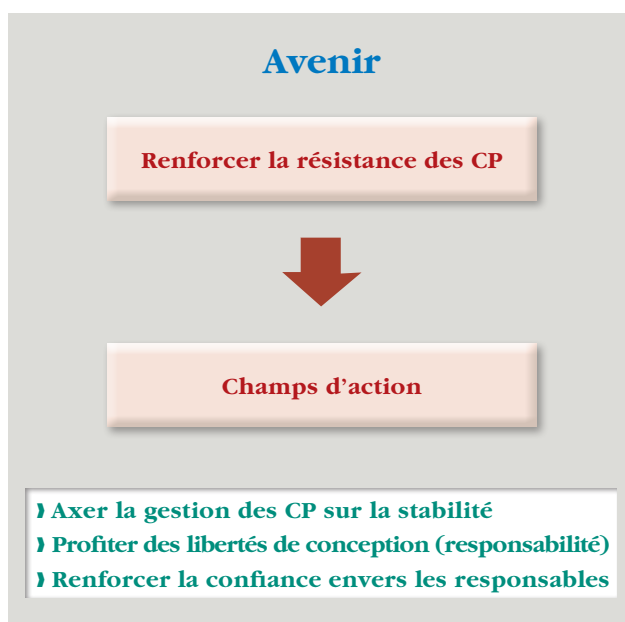 Avenir
Renforcer la résistance des CP
Champs d’action
❱ Axer la gestion des CP sur la stabilité
❱ Profiter des libertés de conception (responsabilité)
❱ Renforcer la confiance envers les responsables